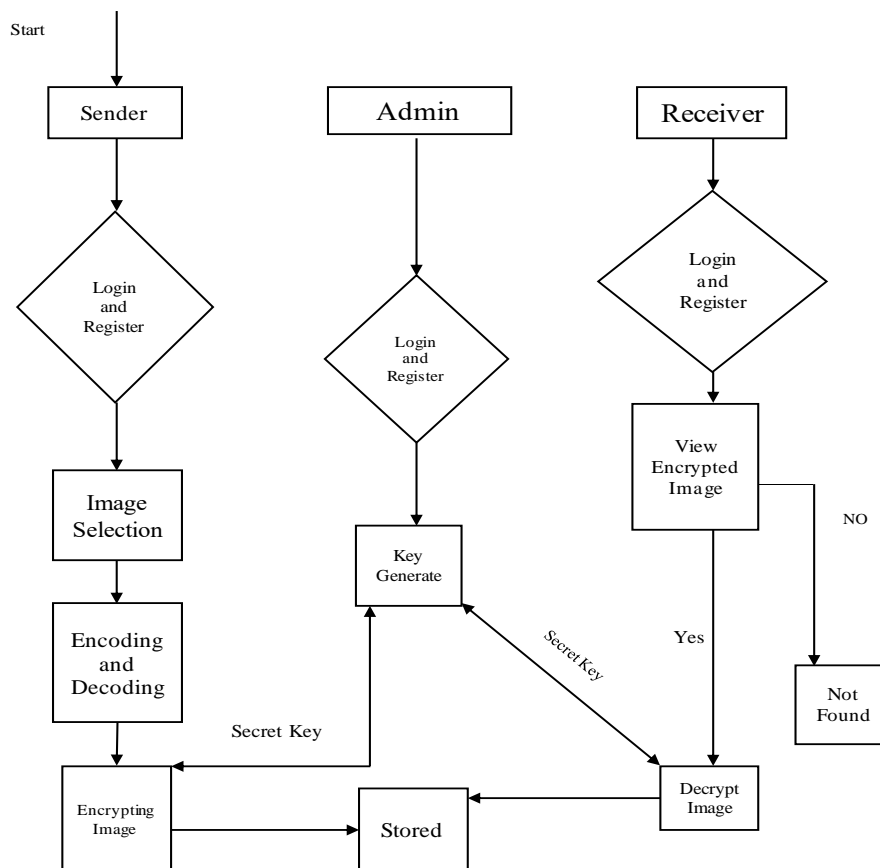 Start
Sender
Admin
Receiver
Login
and
Register
Login
and
Register
Login
and
Register
Image
Selection
Key
Generate
View
Encrypted
Image
NO
Encoding
and
Decoding
Secret Key
Yes
Not
Found
Secret Key
Encrypting
Image
Stored
Decrypt
Image